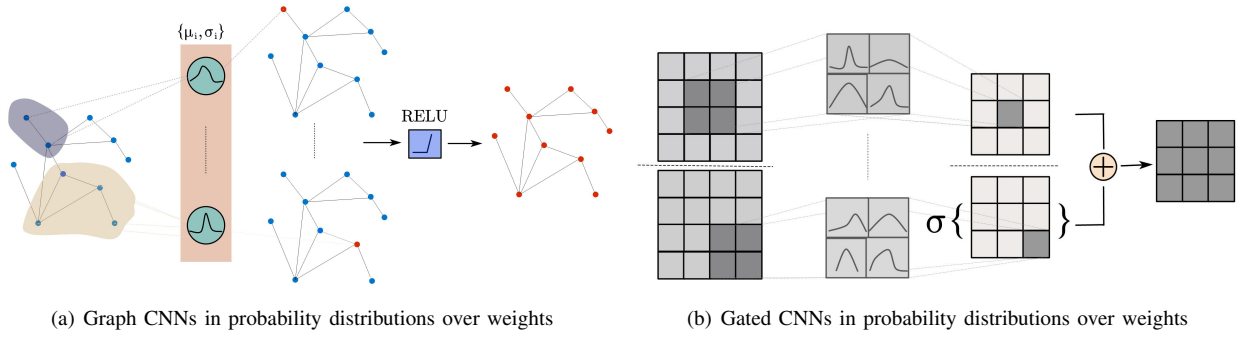 {μᵢ,σᵢ}
RELU
σ{ }
(a) Graph CNNs in probability distributions over weights
(b) Gated CNNs in probability distributions over weights